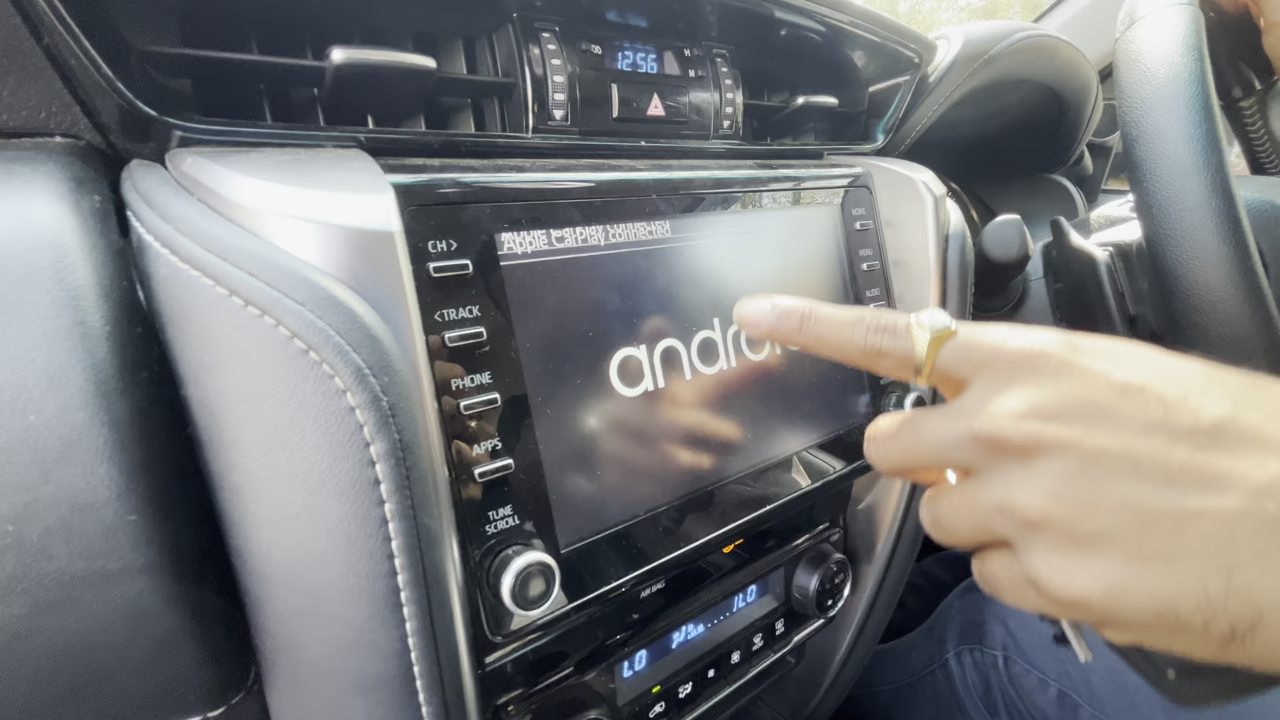 12:56
H
M
CH >
Apple CarPlay connected
Apple CarPlay connected
HOME
MENU
AUDIO
< TRACK
android
PHONE
APPS
TUNE
SCROLL
AIR BAG
LO
LO